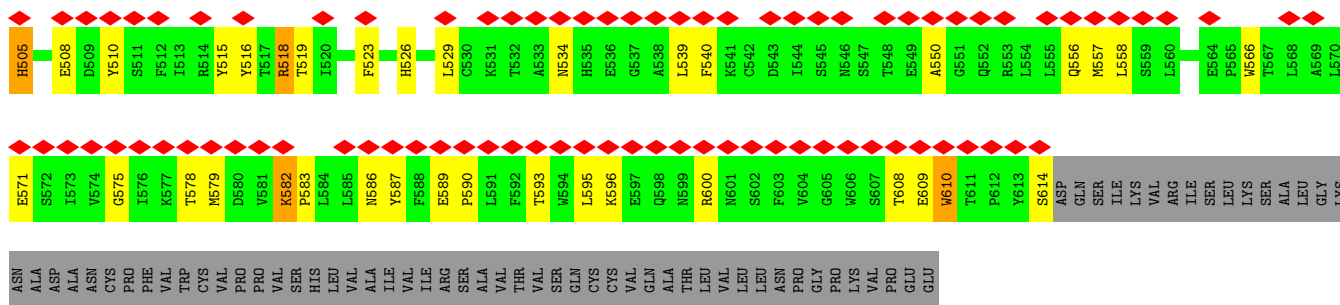 H505 E508 D509 Y510 S511 F512 I513 R514 Y515 Y516 T517 R518 T519 I520 F523 H526 L529 C530 K531 T532 A533 N534 H535 E536 G537 A538 L539 F540 K541 C542 D543 I544 S545 N546 S547 T548 E549 A550 G551 Q552 R553 L554 L555 Q556 M557 L558 S559 L560 E564 P565 W566 T567 L568 A569 L570
E571 S572 I573 V574 G575 I576 K577 T578 M579 D580 V581 K582 P583 L584 L585 N586 Y587 F588 E589 P590 L591 F592 T593 W594 L595 K596 E597 Q598 N599 R600 N601 S602 F603 V604 G605 W606 S607 T608 E609 W610 T611 P612 Y613 S614 ASP GLN SER ILE LYS VAL ARG ILE SER LEU LYS SER ALA LEU GLY LYS
ASN ALA ASP ALA ASN CYS PRO PHE VAL TRP CYS VAL PRO PRO VAL SER HIS LEU VAL ALA ILE VAL ILE ARG SER ALA VAL THR VAL SER GLN CYS CYS VAL GLN ALA THR LEU VAL LEU LEU ASN PRO GLY PRO LYS VAL PRO GLU GLU